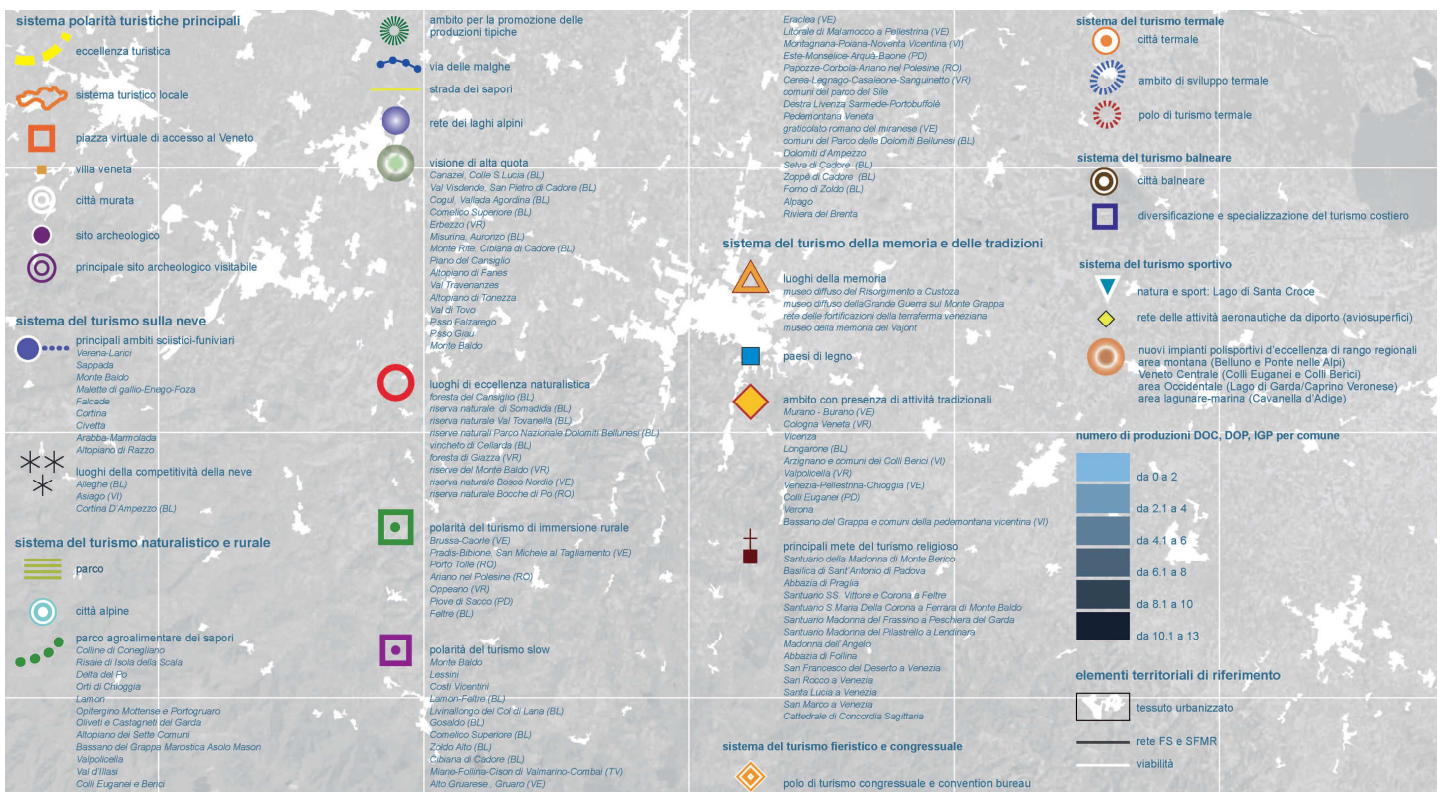 sistema polarità turistiche principali
eccellenza turistica
sistema turistico locale
piazza virtuale di accesso al Veneto
villa veneta
città murata
sito archeologico
principale sito archeologico visitabile
sistema del turismo sulla neve
principali ambiti sciistici-funiviari
Verena-Larici
Sappada
Monte Baldo
Malette di gallio-Enego-Foza
Falcade
Cortina
Civetta
Arabba-Marmolada
Altopiano di Razzo
luoghi della competitività della neve
Alleghe (BL)
Asiago (VI)
Cortina D'Ampezzo (BL)
sistema del turismo naturalistico e rurale
parco
città alpine
parco agroalimentare dei sapori
Colline di Conegliano
Risaie di Isola della Scala
Delta del Po
Orti di Chioggia
Lamon
Opitergino Mottense e Portogruaro
Oliveti e Castagneti del Garda
Altopiano dei Sette Comuni
Bassano del Grappa Marostica Asolo Mason
Valpolicella
Val d'Illasi
Colli Euganei e Berici
ambito per la promozione delle
produzioni tipiche
via delle malghe
strada dei sapori
rete dei laghi alpini
visione di alta quota
Canazei, Colle S.Lucia (BL)
Val Visdende, San Pietro di Cadore (BL)
Cogul, Vallada Agordina (BL)
Comelico Superiore (BL)
Erbezzo (VR)
Misurina, Auronzo (BL)
Monte Rite, Cibiana di Cadore (BL)
Piano del Cansiglio
Altopiano di Fanes
Val Travenanzes
Altopiano di Tonezza
Val di Tovo
P.sso Falzarego
P.sso Giau
Monte Baldo
luoghi di eccellenza naturalistica
foresta del Cansiglio (BL)
riserva naturale di Somadida (BL)
riserva naturale Val Tovanella (BL)
riserve naturali Parco Nazionale Dolomiti Bellunesi (BL)
vincheto di Cellarda (BL)
foresta di Giazza (VR)
riserve del Monte Baldo (VR)
riserva naturale Bosco Nordio (VE)
riserva naturale Bocche di Po (RO)
polarità del turismo di immersione rurale
Brussa-Caorle (VE)
Pradis-Bibione, San Michele al Tagliamento (VE)
Porto Tolle (RO)
Ariano nel Polesine (RO)
Oppeano (VR)
Piove di Sacco (PD)
Feltre (BL)
polarità del turismo slow
Monte Baldo
Lessini
Costi Vicentini
Lamon-Feltre (BL)
Livinallongo del Col di Lana (BL)
Gosaldo (BL)
Comelico Superiore (BL)
Zoldo Alto (BL)
Cibiana di Cadore (BL)
Miane-Follina-Cison di Valmarino-Combai (TV)
Alto Gruarese , Gruaro (VE)
Eraclea (VE)
Litorale di Malamocco a Pellestrina (VE)
Montagnana-Poiana-Noventa Vicentina (VI)
Este-Monselice-Arquà-Baone (PD)
Papozze-Corbola-Ariano nel Polesine (RO)
Cerea-Legnago-Casaleone-Sanguinetto (VR)
comuni del parco del Sile
Destra Livenza Sarmede-Portobuffolè
Pedemontana Veneta
graticolato romano del miranese (VE)
comuni del Parco delle Dolomiti Bellunesi (BL)
Dolomiti d'Ampezzo
Selva di Cadore (BL)
Zoppè di Cadore (BL)
Forno di Zoldo (BL)
Alpago
Riviera del Brenta
sistema del turismo della memoria e delle tradizioni
luoghi della memoria
museo diffuso del Risorgimento a Custoza
museo diffuso dellaGrande Guerra sul Monte Grappa
rete delle fortificazioni della terraferma veneziana
museo della memoria del Vajont
paesi di legno
ambito con presenza di attività tradizionali
Murano - Burano (VE)
Cologna Veneta (VR)
Vicenza
Longarone (BL)
Arzignano e comuni dei Colli Berici (VI)
Valpolicella (VR)
Venezia-Pellestrina-Chioggia (VE)
Colli Euganei (PD)
Verona
Bassano del Grappa e comuni della pedemontana vicentina (VI)
principali mete del turismo religioso
Santuario della Madonna di Monte Berico
Basilica di Sant'Antonio di Padova
Abbazia di Praglia
Santuario SS. Vittore e Corona a Feltre
Santuario S.Maria Della Corona a Ferrara di Monte Baldo
Santuario Madonna del Frassino a Peschiera del Garda
Santuario Madonna del Pilastrello a Lendinara
Madonna dell'Angelo
Abbazia di Follina
San Francesco del Deserto a Venezia
San Rocco a Venezia
Santa Lucia a Venezia
San Marco a Venezia
Cattedrale di Concordia Sagittaria
sistema del turismo fieristico e congressuale
polo di turismo congressuale e convention bureau
sistema del turismo termale
città termale
ambito di sviluppo termale
polo di turismo termale
sistema del turismo balneare
città balneare
diversificazione e specializzazione del turismo costiero
sistema del turismo sportivo
natura e sport: Lago di Santa Croce
rete delle attività aeronautiche da diporto (aviosuperfici)
nuovi impianti polisportivi d'eccellenza di rango regionali
area montana (Belluno e Ponte nelle Alpi)
Veneto Centrale (Colli Euganei e Colli Berici)
area Occidentale (Lago di Garda/Caprino Veronese)
area lagunare-marina (Cavanella d'Adige)
numero di produzioni DOC, DOP, IGP per comune
da 0 a 2
da 2.1 a 4
da 4.1 a 6
da 6.1 a 8
da 8.1 a 10
da 10.1 a 13
elementi territoriali di riferimento
tessuto urbanizzato
rete FS e SFMR
viabilità